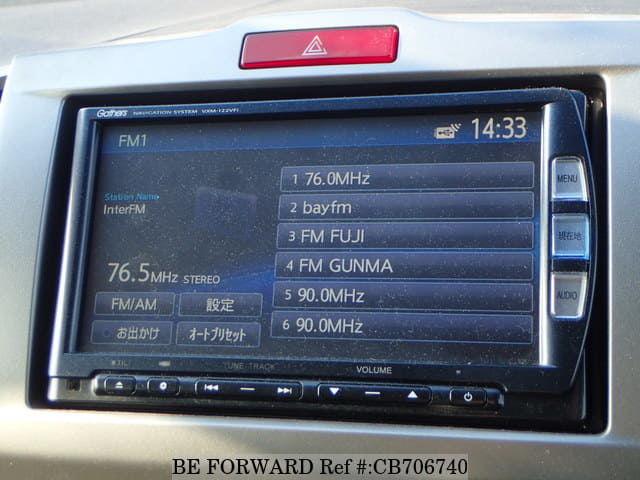 Gathers NAVIGATION SYSTEM VXM-122VFi
FM1
14:33
Station Name
InterFM
76.5MHz STEREO
1 76.0MHz
2 bayfm
3 FM FUJI
4 FM GUNMA
5 90.0MHz
6 90.0MHz
FM/AM
設定
お出かけ
オートプリセット
MENU
現在地
AUDIO
TILT
TUNE·TRACK
VOLUME
BE FORWARD Ref #:CB706740